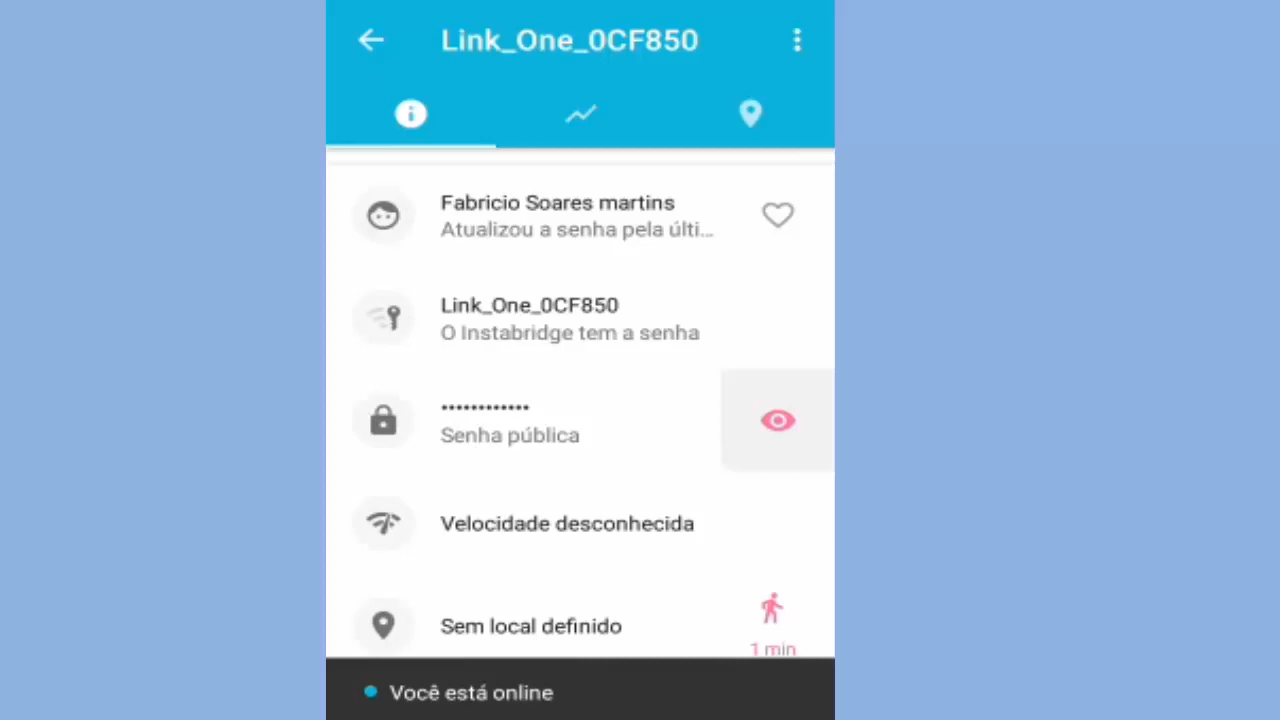 Link_One_0CF850
Fabricio Soares martins
Atualizou a senha pela últi...
Link_One_0CF850
O Instabridge tem a senha
••••••••••••
Senha pública
Velocidade desconhecida
Sem local definido
1 min
Você está online